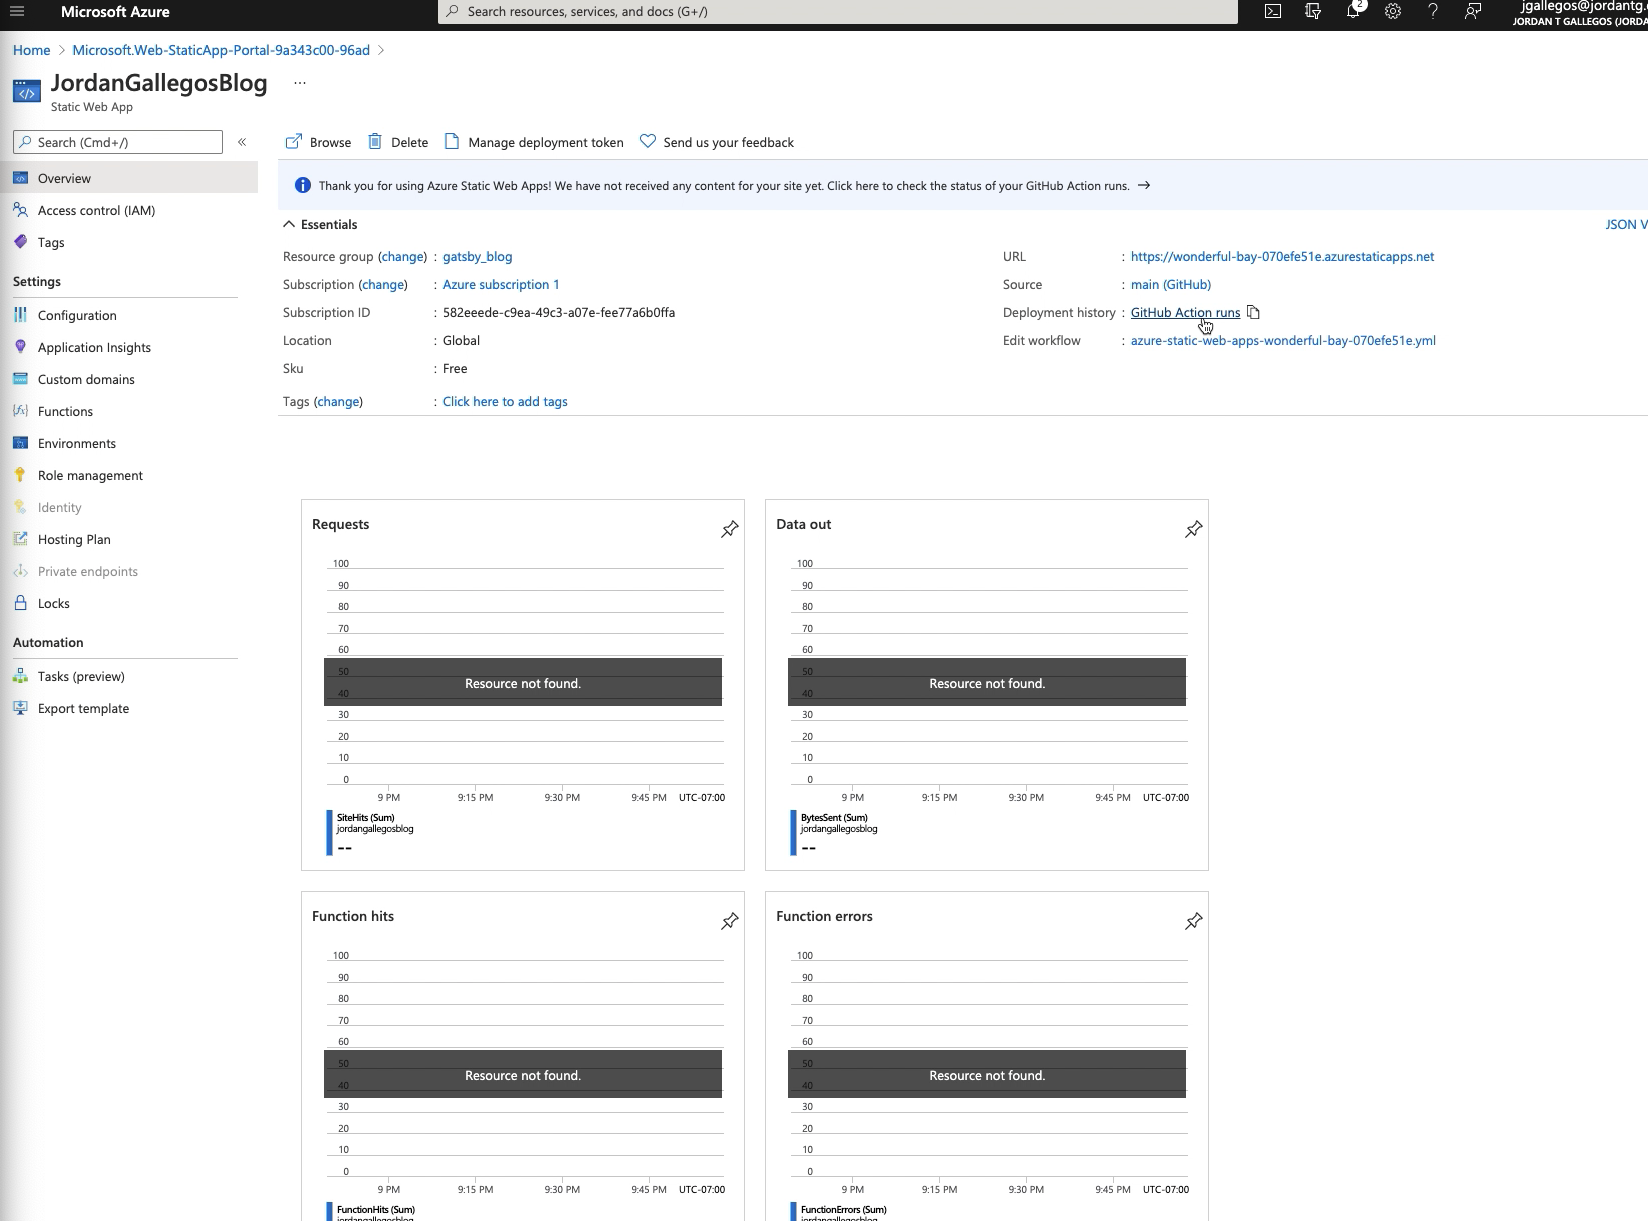 Microsoft Azure
Search resources, services, and docs (G+/)
2
jgallegos@jordantg.
JORDAN T GALLEGOS (JORDA
Home > Microsoft.Web-StaticApp-Portal-9a343c00-96ad >
JordanGallegosBlog ...
Static Web App
Search (Cmd+/)
«
Browse
Delete
Manage deployment token
Send us your feedback
Overview
Access control (IAM)
Tags
Settings
Configuration
Application Insights
Custom domains
Functions
Environments
Role management
Identity
Hosting Plan
Private endpoints
Locks
Automation
Tasks (preview)
Export template
Thank you for using Azure Static Web Apps! We have not received any content for your site yet. Click here to check the status of your GitHub Action runs. →
Essentials
JSON V
Resource group (change) : gatsby_blog
Subscription (change) : Azure subscription 1
Subscription ID : 582eeede-c9ea-49c3-a07e-fee77a6b0ffa
Location : Global
Sku : Free
Tags (change) : Click here to add tags
URL : https://wonderful-bay-070efe51e.azurestaticapps.net
Source : main (GitHub)
Deployment history : GitHub Action runs
Edit workflow : azure-static-web-apps-wonderful-bay-070efe51e.yml
Requests
100
90
80
70
60
50
40
30
20
10
0
Resource not found.
9 PM 9:15 PM 9:30 PM 9:45 PM UTC-07:00
SiteHits (Sum)
jordangallegosblog
--
Data out
100
90
80
70
60
50
40
30
20
10
0
Resource not found.
9 PM 9:15 PM 9:30 PM 9:45 PM UTC-07:00
BytesSent (Sum)
jordangallegosblog
--
Function hits
100
90
80
70
60
50
40
30
20
10
0
Resource not found.
9 PM 9:15 PM 9:30 PM 9:45 PM UTC-07:00
FunctionHits (Sum)
jordangallegosblog
Function errors
100
90
80
70
60
50
40
30
20
10
0
Resource not found.
9 PM 9:15 PM 9:30 PM 9:45 PM UTC-07:00
FunctionErrors (Sum)
jordangallegosblog